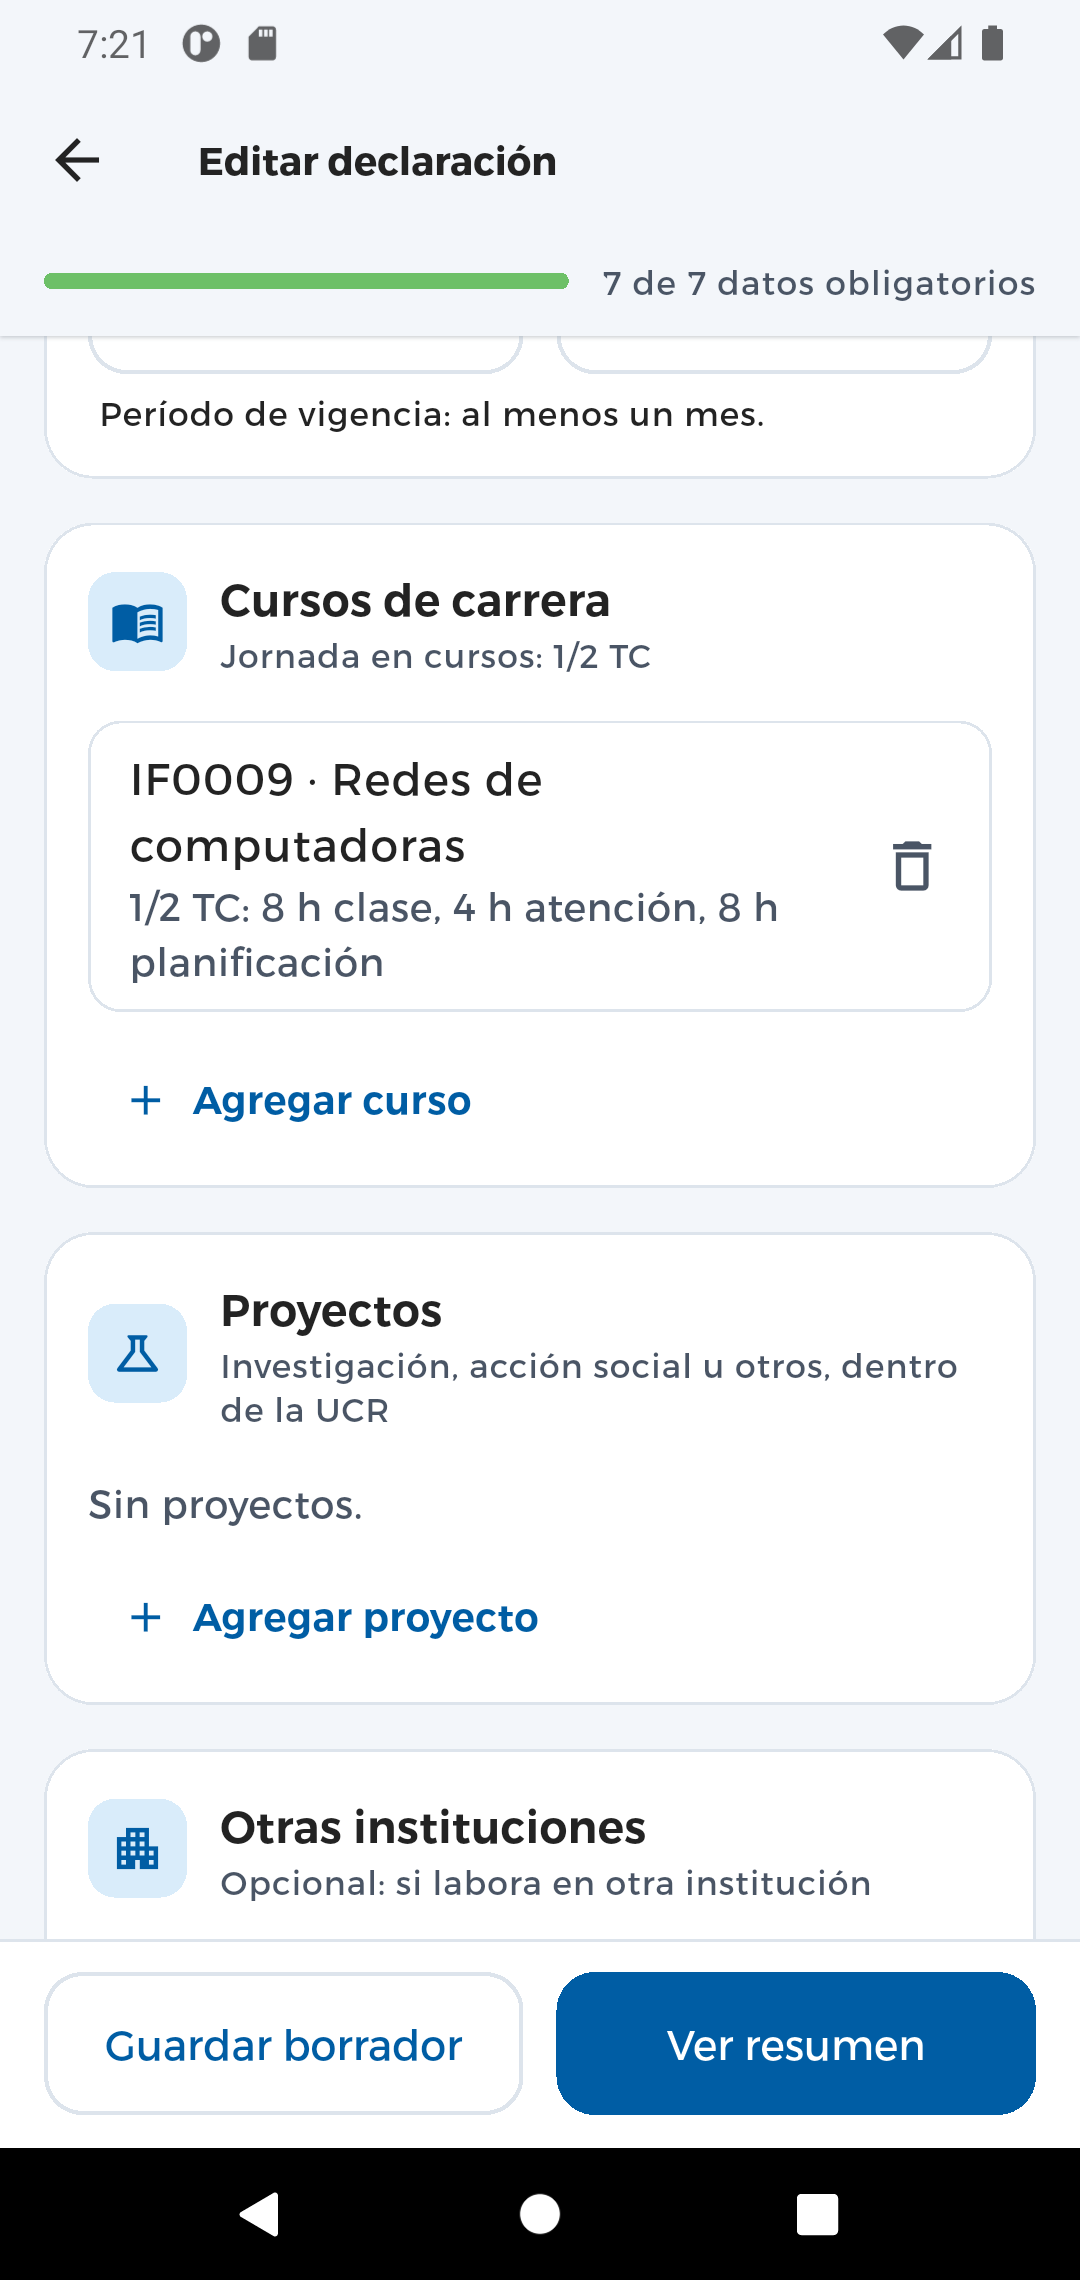 7:21
Editar declaración
7 de 7 datos obligatorios
Período de vigencia: al menos un mes.
Cursos de carrera
Jornada en cursos: 1/2 TC
IF0009 · Redes de
computadoras
1/2 TC: 8 h clase, 4 h atención, 8 h
planificación
+ Agregar curso
Proyectos
Investigación, acción social u otros, dentro
de la UCR
Sin proyectos.
+ Agregar proyecto
Otras instituciones
Opcional: si labora en otra institución
Guardar borrador
Ver resumen